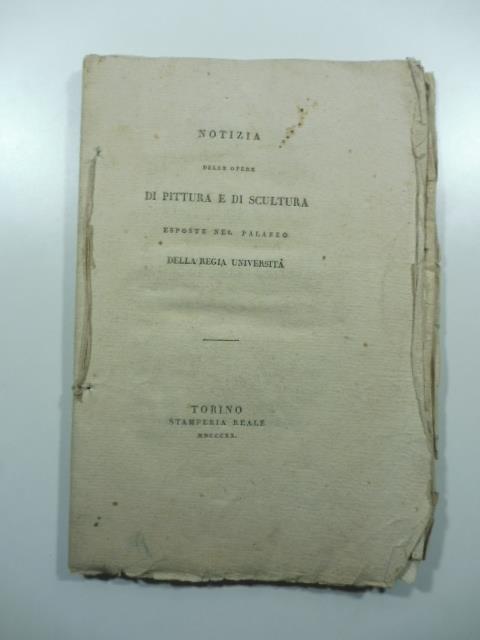 NOTIZIA
DELLE OPERE
DI PITTURA E DI SCULTURA
ESPOSTE NEL PALAZZO
DELLA REGIA UNIVERSITÀ
TORINO
STAMPERIA REALE
MDCCCXX.